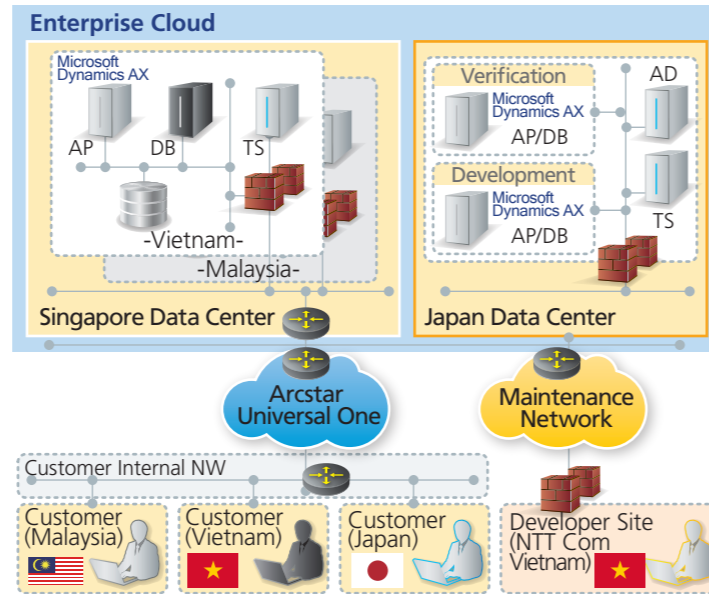 Enterprise Cloud
Microsoft
Dynamics AX
AP
DB
TS
-Vietnam-
-Malaysia-
Singapore Data Center
Verification
Microsoft
Dynamics AX
AP/DB
AD
Development
Microsoft
Dynamics AX
AP/DB
TS
Japan Data Center
Arcstar
Universal One
Maintenance
Network
Customer Internal NW
Customer
(Malaysia)
Customer
(Vietnam)
Customer
(Japan)
Developer Site
(NTT Com
Vietnam)